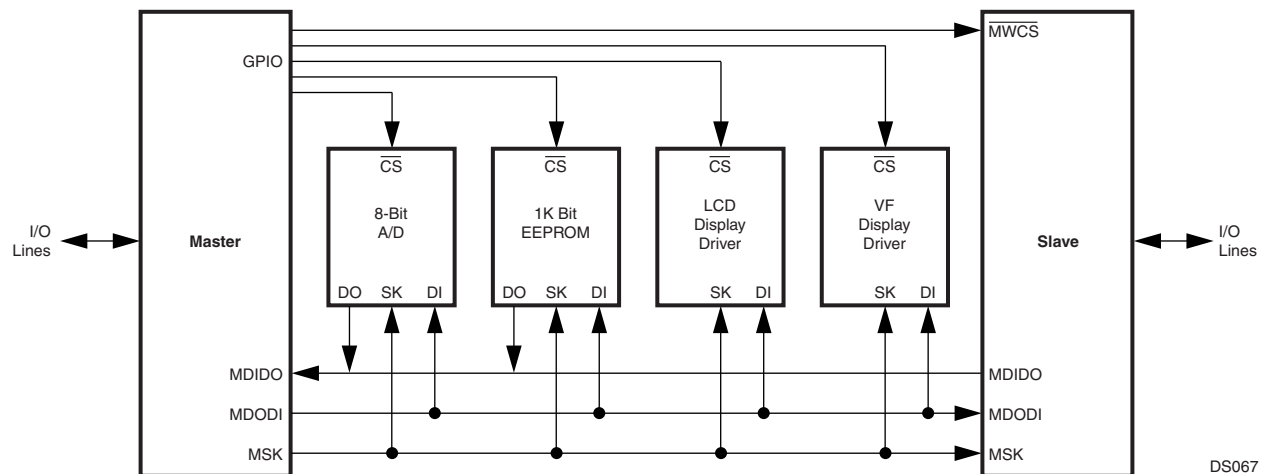 MWCS
GPIO
CS
CS
CS
CS
8-Bit
A/D
1K Bit
EEPROM
LCD
Display
Driver
VF
Display
Driver
I/O
Lines
Master
Slave
I/O
Lines
DO SK DI
DO SK DI
SK DI
SK DI
MDIDO
MDIDO
MDODI
MDODI
MSK
MSK
DS067